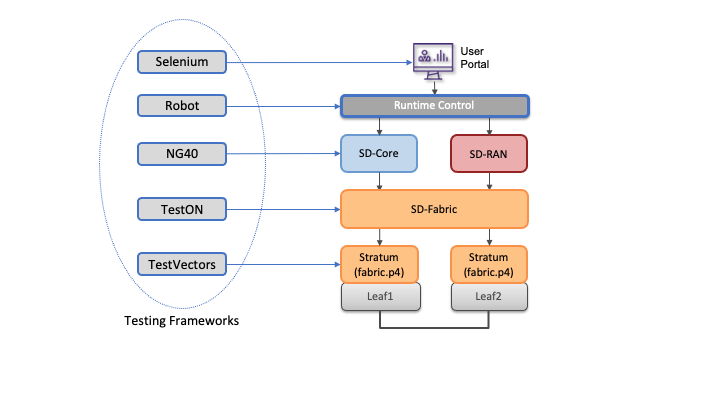 Selenium
User
Portal
Robot
Runtime Control
NG40
SD-Core
SD-RAN
TestON
SD-Fabric
TestVectors
Stratum
(fabric.p4)
Stratum
(fabric.p4)
Leaf1
Leaf2
Testing Frameworks